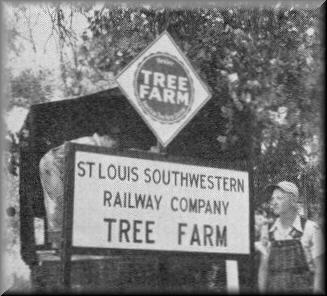 TREE
FARM
ST LOUIS SOUTHWESTERN
RAILWAY COMPANY
TREE FARM